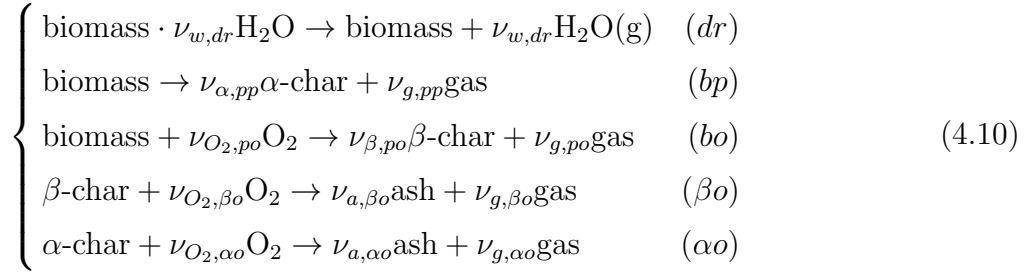 biomass · ν_{w,dr}H₂O → biomass + ν_{w,dr}H₂O(g) (dr)
biomass → ν_{α,pp}α-char + ν_{g,pp}gas (bp)
biomass + ν_{O₂,po}O₂ → ν_{β,po}β-char + ν_{g,po}gas (bo) (4.10)
β-char + ν_{O₂,βo}O₂ → ν_{a,βo}ash + ν_{g,βo}gas (βo)
α-char + ν_{O₂,αo}O₂ → ν_{a,αo}ash + ν_{g,αo}gas (αo)